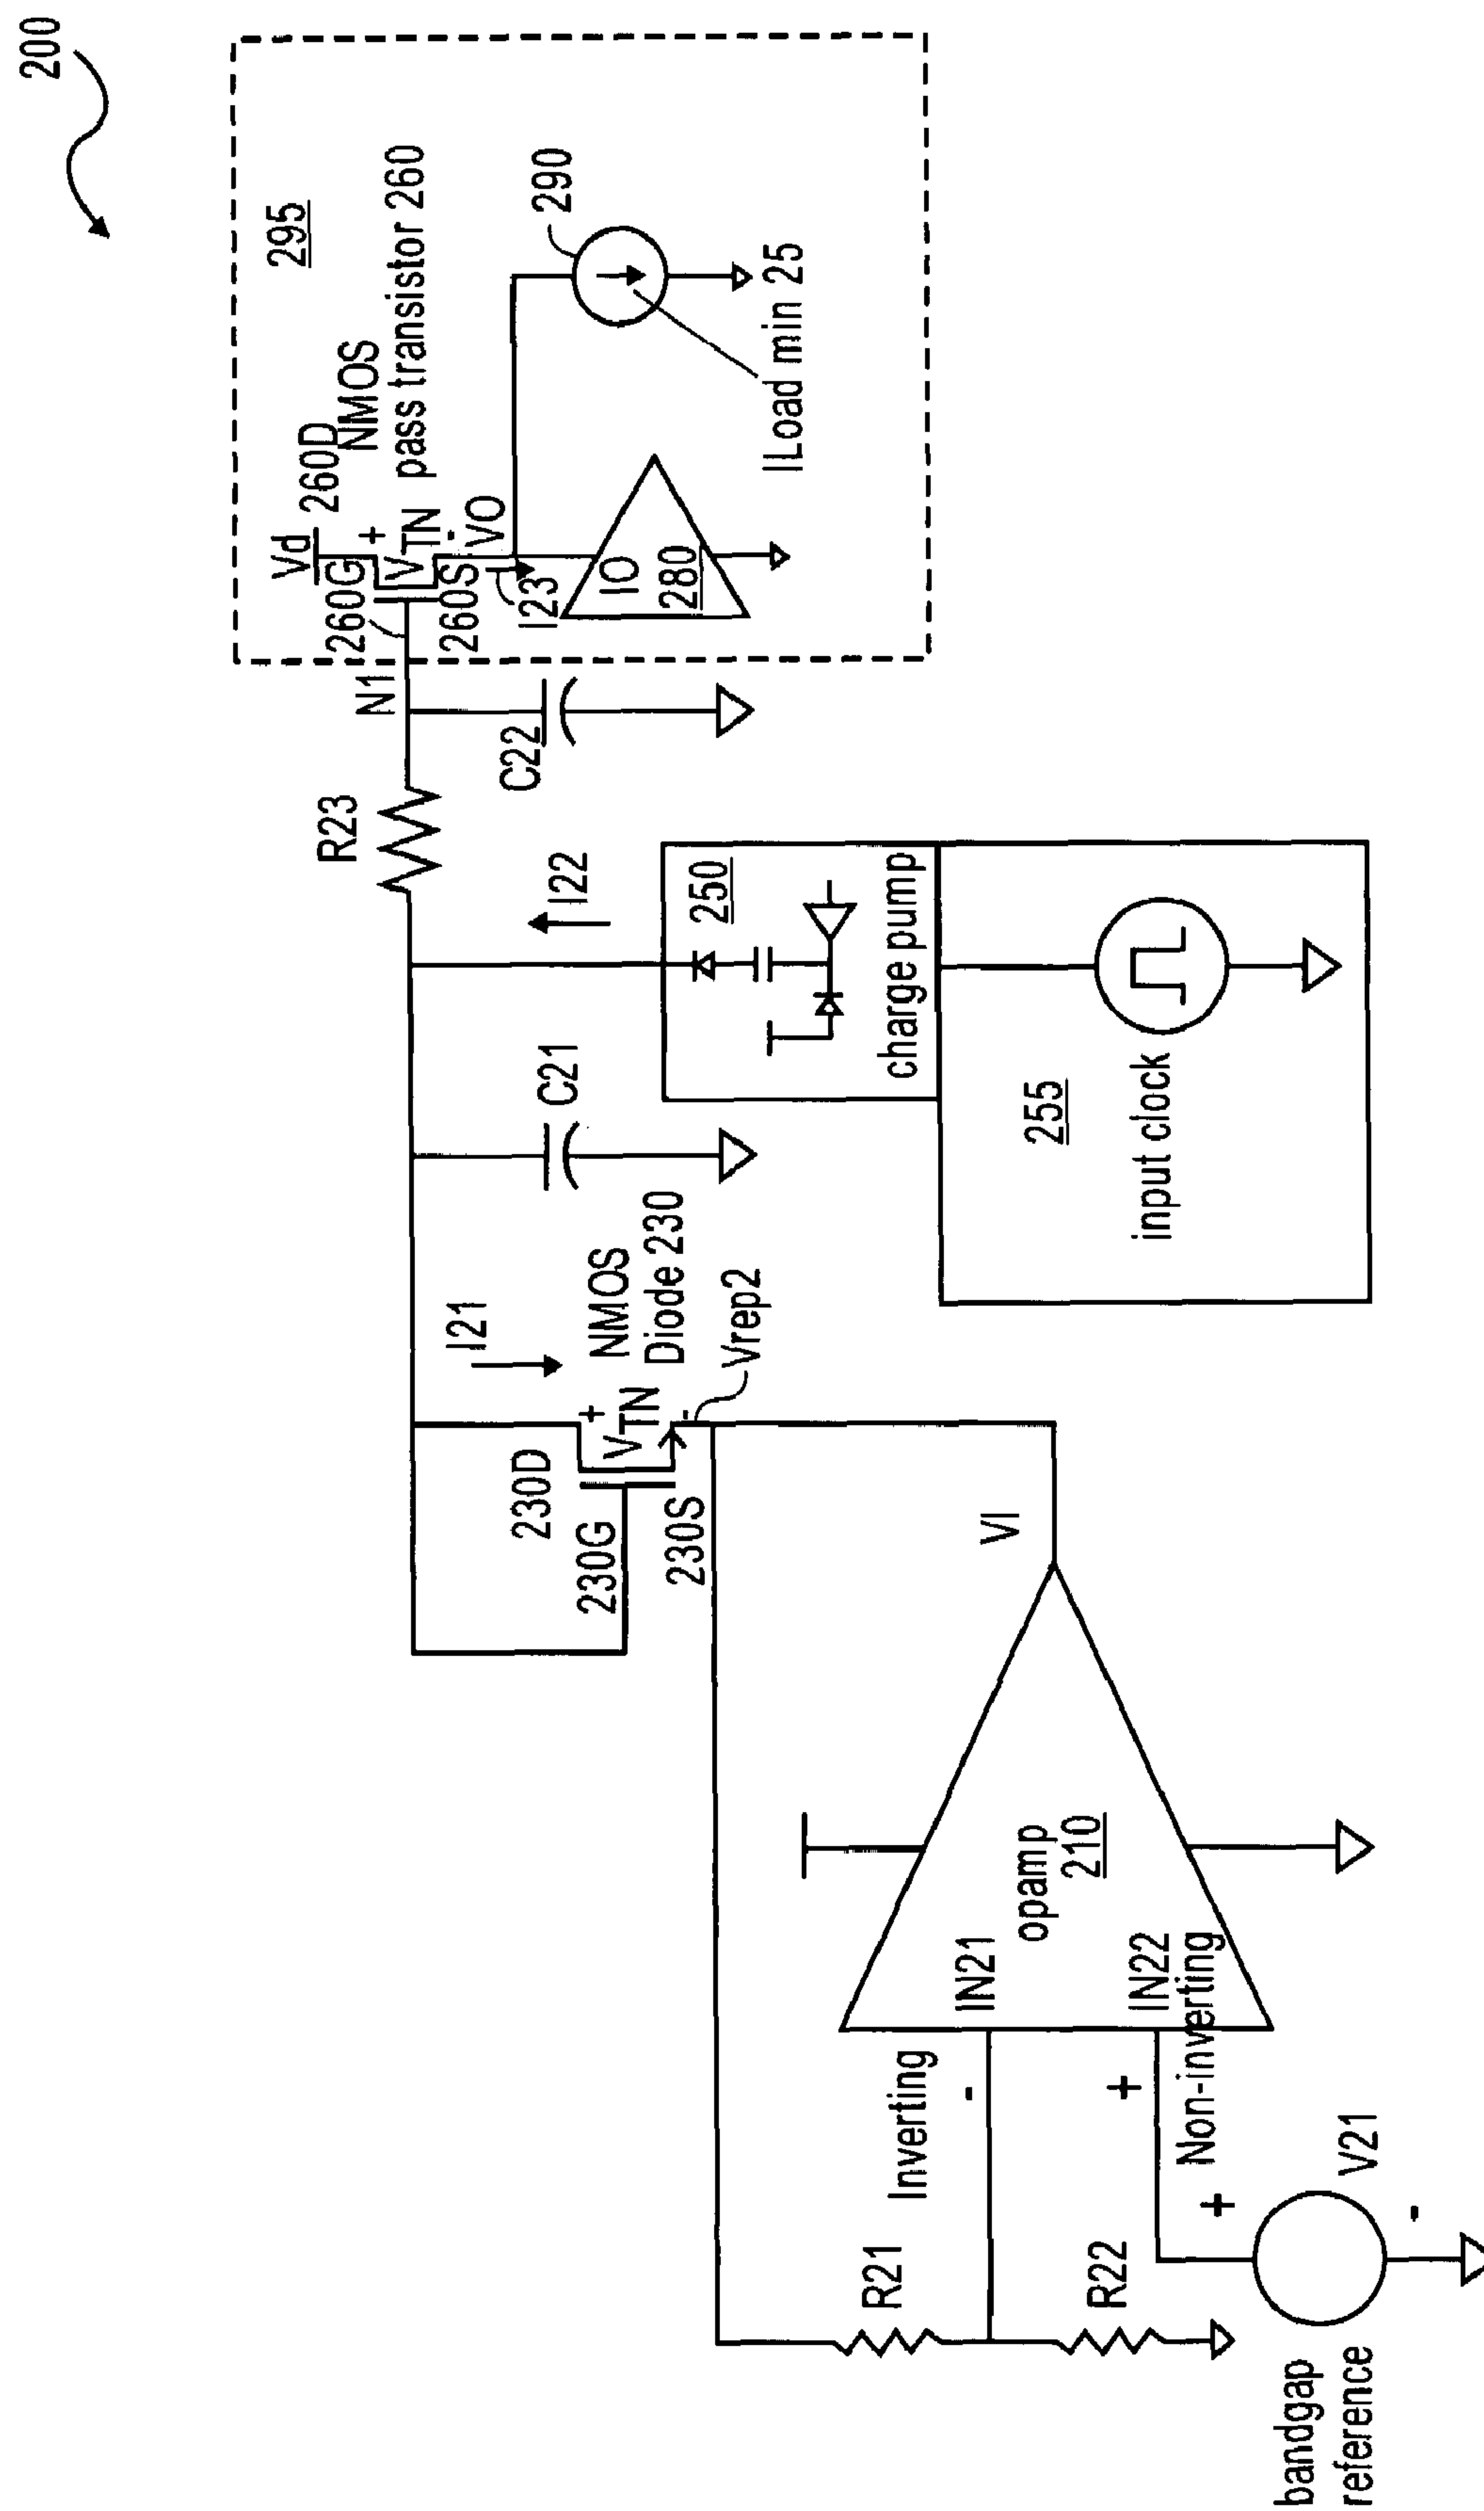 200
295
Vd
260D
NMOS
pass transistor 260
260G
+
VTN
-
260S
VO
I23
IO
280
290
ILoad min 25
N1
R23
C22
I22
250
charge pump
255
input clock
C21
I21
NMOS
Diode 230
Vrep2
230D
+
VTN
-
230G
230S
VI
opamp
210
IN21
IN22
Inverting
-
+
Non-inverting
R21
R22
+
V21
-
bandgap
reference